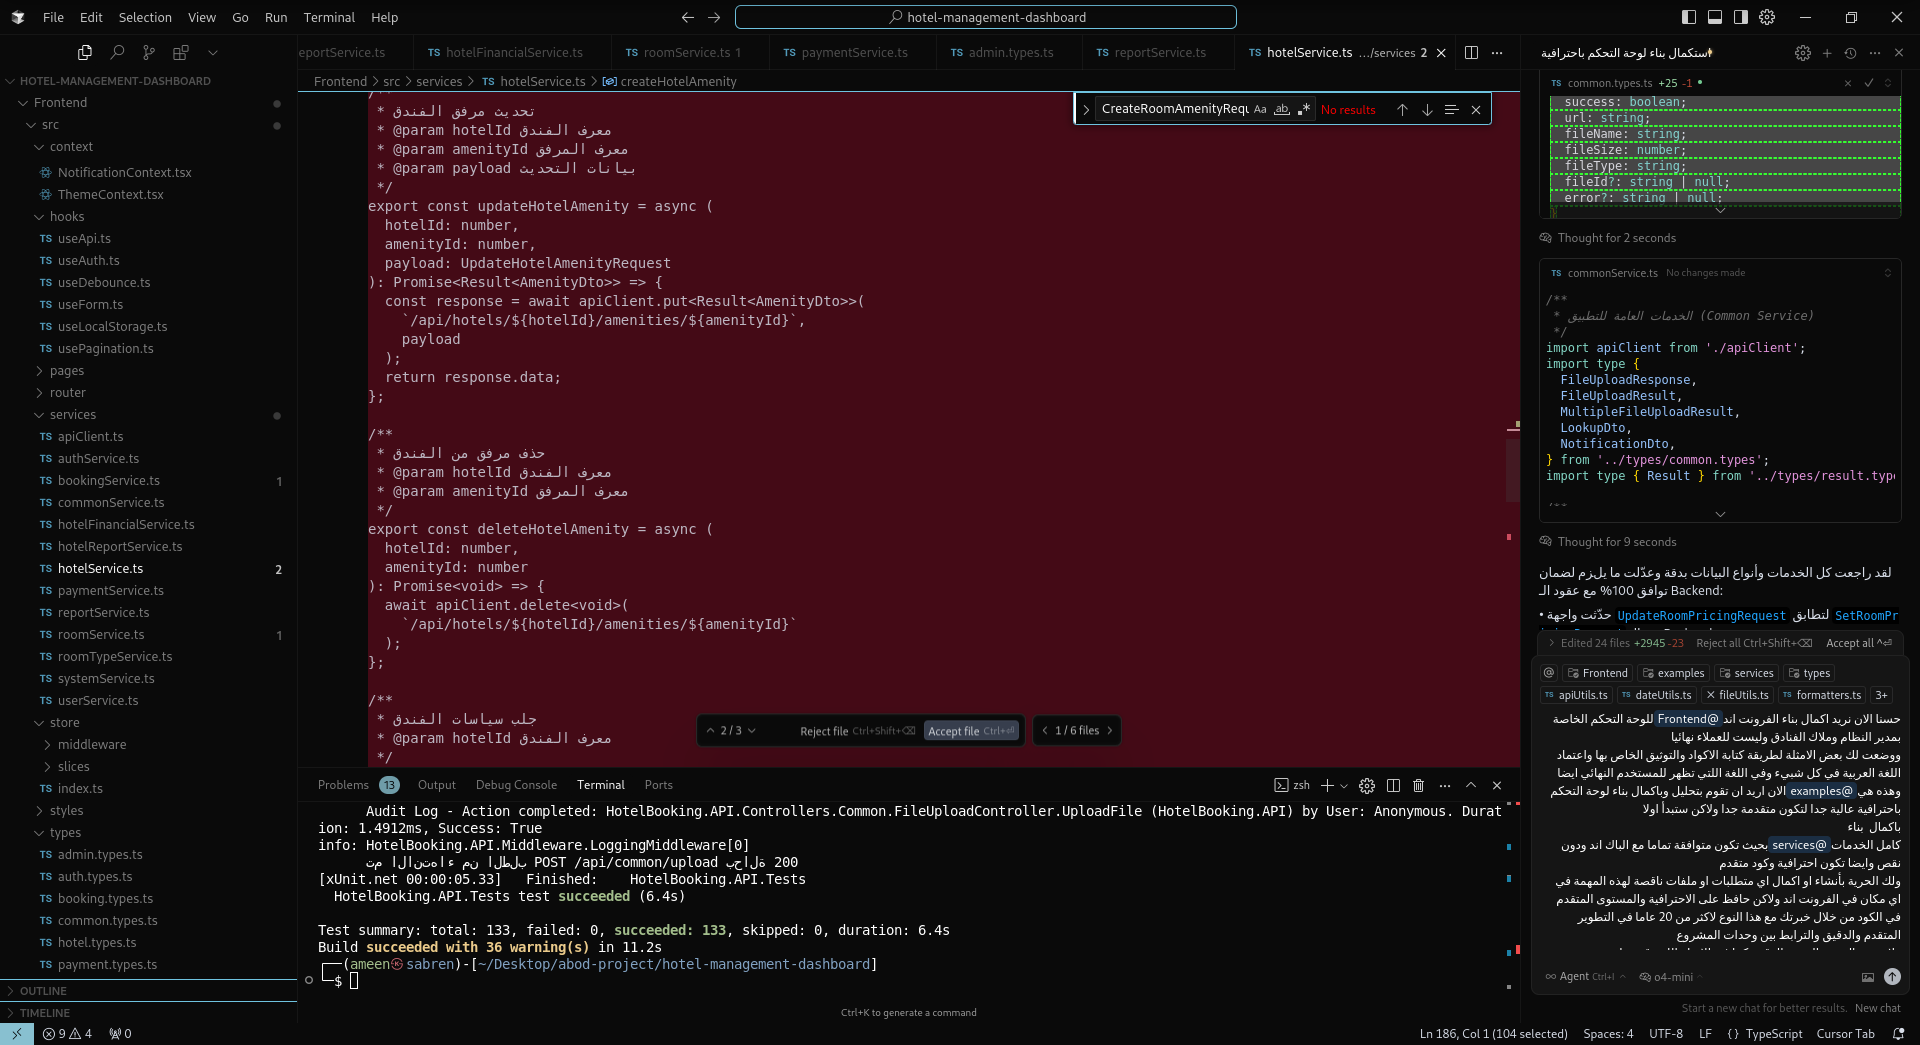 File Edit Selection View Go Run Terminal Help
hotel-management-dashboard
eportService.ts
TS hotelFinancialService.ts
TS roomService.ts 1
TS paymentService.ts
TS admin.types.ts
TS reportService.ts
TS hotelService.ts .../services 2
Frontend > src > services > TS hotelService.ts > createHotelAmenity
HOTEL-MANAGEMENT-DASHBOARD
Frontend
src
context
NotificationContext.tsx
ThemeContext.tsx
hooks
TS useApi.ts
TS useAuth.ts
TS useDebounce.ts
TS useForm.ts
TS useLocalStorage.ts
TS usePagination.ts
pages
router
services
TS apiClient.ts
TS authService.ts
TS bookingService.ts 1
TS commonService.ts
TS hotelFinancialService.ts
TS hotelReportService.ts
TS hotelService.ts 2
TS paymentService.ts
TS reportService.ts
TS roomService.ts 1
TS roomTypeService.ts
TS systemService.ts
TS userService.ts
store
middleware
slices
TS index.ts
styles
types
TS admin.types.ts
TS auth.types.ts
TS booking.types.ts
TS common.types.ts
TS hotel.types.ts
TS payment.types.ts
OUTLINE
TIMELINE
CreateRoomAmenityRequ Aa ab .* No results
/**
* تحديث مرفق الفندق
* @param hotelId معرف الفندق
* @param amenityId معرف المرفق
* @param payload بيانات التحديث
*/
export const updateHotelAmenity = async (
hotelId: number,
amenityId: number,
payload: UpdateHotelAmenityRequest
): Promise<Result<AmenityDto>> => {
const response = await apiClient.put<Result<AmenityDto>>(
`/api/hotels/${hotelId}/amenities/${amenityId}`,
payload
);
return response.data;
};
/**
* حذف مرفق من الفندق
* @param hotelId معرف الفندق
* @param amenityId معرف المرفق
*/
export const deleteHotelAmenity = async (
hotelId: number,
amenityId: number
): Promise<void> => {
await apiClient.delete<void>(
`/api/hotels/${hotelId}/amenities/${amenityId}`
);
};
/**
* جلب سياسات الفندق
* @param hotelId معرف الفندق
*/
2 / 3 Reject file Ctrl+Shift+⌫ Accept file Ctrl+⏎
1 / 6 files
Problems 13 Output Debug Console Terminal Ports
zsh
Audit Log - Action completed: HotelBooking.API.Controllers.Common.FileUploadController.UploadFile (HotelBooking.API) by User: Anonymous. Durat
ion: 1.4912ms, Success: True
info: HotelBooking.API.Middleware.LoggingMiddleware[0]
تم الانتهاء من الطلب POST /api/common/upload بحالة 200
[xUnit.net 00:00:05.33] Finished: HotelBooking.API.Tests
HotelBooking.API.Tests test succeeded (6.4s)
Test summary: total: 133, failed: 0, succeeded: 133, skipped: 0, duration: 6.4s
Build succeeded with 36 warning(s) in 11.2s
(ameen㉿sabren)-[~/Desktop/abod-project/hotel-management-dashboard]
$
Ctrl+K to generate a command
استكمال بناء لوحة التحكم باحترافية
TS common.types.ts +25 -1
success: boolean;
url: string;
fileName: string;
fileSize: number;
fileType: string;
fileId?: string | null;
error?: string | null;
}
Thought for 2 seconds
TS commonService.ts No changes made
/**
* الخدمات العامة للتطبيق (Common Service)
*/
import apiClient from './apiClient';
import type {
FileUploadResponse,
FileUploadResult,
MultipleFileUploadResult,
LookupDto,
NotificationDto,
} from '../types/common.types';
import type { Result } from '../types/result.type
Thought for 9 seconds
لقد راجعت كل الخدمات وأنواع البيانات بدقة وعدّلت ما يلزم لضمان
توافق 100% مع عقود الـ Backend:
• حدّثت واجهة UpdateRoomPricingRequest لتطابق SetRoomPr
Edited 24 files +2945 -23 Reject all Ctrl+Shift+⌫ Accept all ^⏎
@ Frontend examples services types
TS apiUtils.ts TS dateUtils.ts × fileUtils.ts TS formatters.ts 3+
حسنا الان نريد اكمال بناء الفرونت اند @Frontend للوحة التحكم الخاصة
بمدير النظام وملاك الفنادق وليست للعملاء نهائيا
ووضعت لك بعض الامثلة لطريقة كتابة الاكواد والتوثيق الخاص بها واعتماد
اللغة العربية في كل شيىء وفي اللغة اللتي تظهر للمستخدم النهائي ايضا
وهذه هي @examples الان اريد ان تقوم بتحليل وباكمال بناء لوحة التحكم
باحترافية عالية جدا لتكون متقدمة جدا ولاكن ستبدأ اولا
باكمال بناء
كامل الخدمات @services بحيث تكون متوافقة تماما مع الباك اند ودون
نقص وايضا تكون احترافية وكود متقدم
ولك الحرية بأنشاء او اكمال اي متطلبات او ملفات ناقصة لهذه المهمة في
اي مكان في الفرونت اند ولاكن حافظ على الاحترافية والمستوى المتقدم
في الكود من خلال خبرتك مع هذا النوع لاكثر من 20 عاما في التطوير
المتقدم والدقيق والترابط بين وحدات المشروع
Agent Ctrl+I o4-mini
Start a new chat for better results. New chat
9 4 0
Ln 186, Col 1 (104 selected) Spaces: 4 UTF-8 LF {} TypeScript Cursor Tab